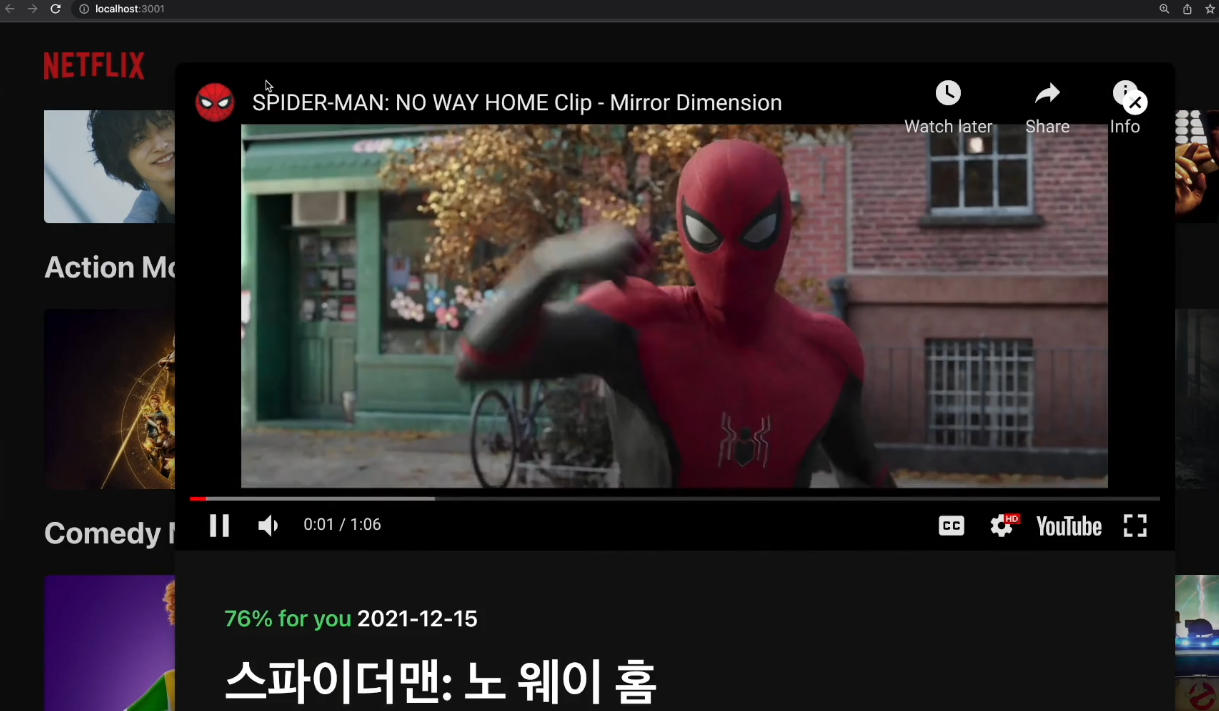 localhost:3001
NETFLIX
SPIDER-MAN: NO WAY HOME Clip - Mirror Dimension
Watch later
Share
Info
Action Mo
0:01 / 1:06
CC
HD
YouTube
Comedy
76% for you 2021-12-15
스파이더맨: 노 웨이 홈